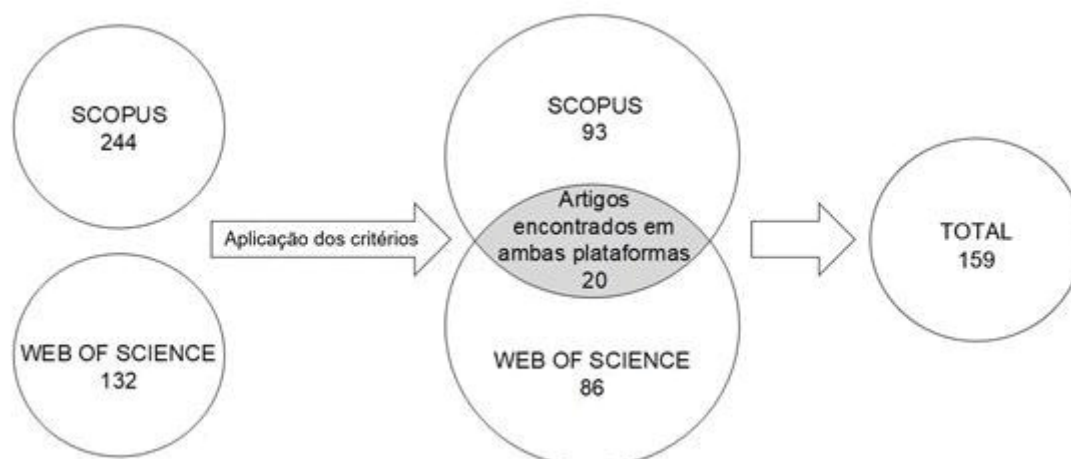 SCOPUS
244
WEB OF SCIENCE
132
Aplicação dos critérios
SCOPUS
93
Artigos
encontrados em
ambas plataformas
20
WEB OF SCIENCE
86
TOTAL
159